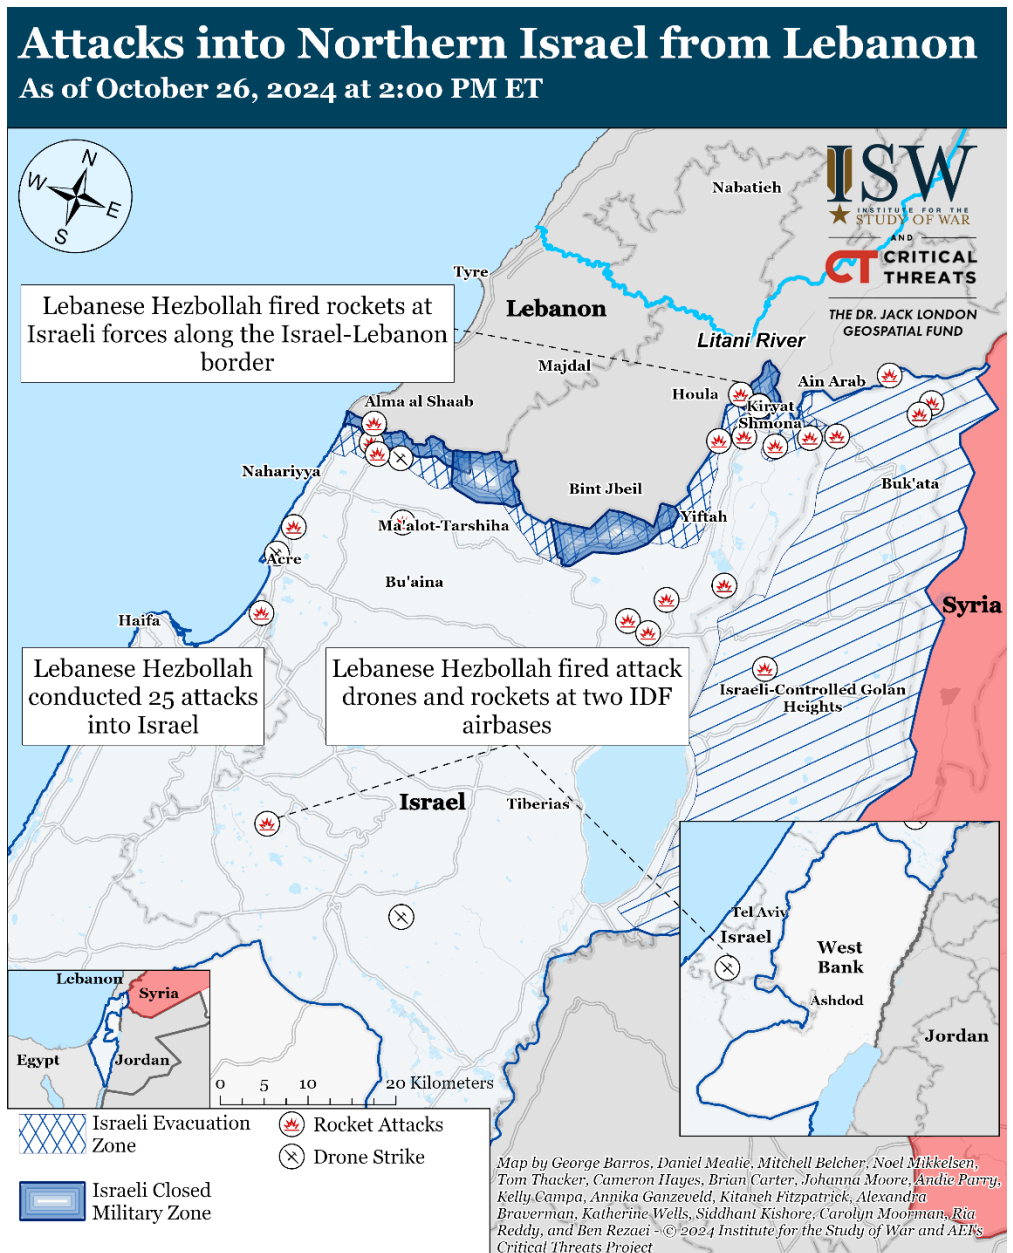 Attacks into Northern Israel from Lebanon
As of October 26, 2024 at 2:00 PM ET
N
W
E
S
ISW
INSTITUTE FOR THE
STUDY OF WAR
AND
CT CRITICAL
THREATS
THE DR. JACK LONDON
GEOSPATIAL FUND
Nabatieh
Tyre
Lebanon
Litani River
Lebanese Hezbollah fired rockets at
Israeli forces along the Israel-Lebanon
border
Majdal
Houla
Ain Arab
Kiryat
Shmona
Alma al Shaab
Nahariyya
Bint Jbeil
Buk'ata
Yiftah
Ma'alot-Tarshiha
Acre
Bu'aina
Haifa
Syria
Lebanese Hezbollah
conducted 25 attacks
into Israel
Lebanese Hezbollah fired attack
drones and rockets at two IDF
airbases
Israeli-Controlled Golan
Heights
Israel
Tiberias
Tel Aviv
Israel
West
Bank
Ashdod
Jordan
Lebanon
Syria
Egypt
Jordan
0 5 10 20 Kilometers
Israeli Evacuation
Zone
Israeli Closed
Military Zone
Rocket Attacks
Drone Strike
Map by George Barros, Daniel Mealie, Mitchell Belcher, Noel Mikkelsen,
Tom Thacker, Cameron Hayes, Brian Carter, Johanna Moore, Andie Parry,
Kelly Campa, Annika Ganzeveld, Kitaneh Fitzpatrick, Alexandra
Braverman, Katherine Wells, Siddhant Kishore, Carolyn Moorman, Ria
Reddy, and Ben Rezaei - © 2024 Institute for the Study of War and AEI's
Critical Threats Project